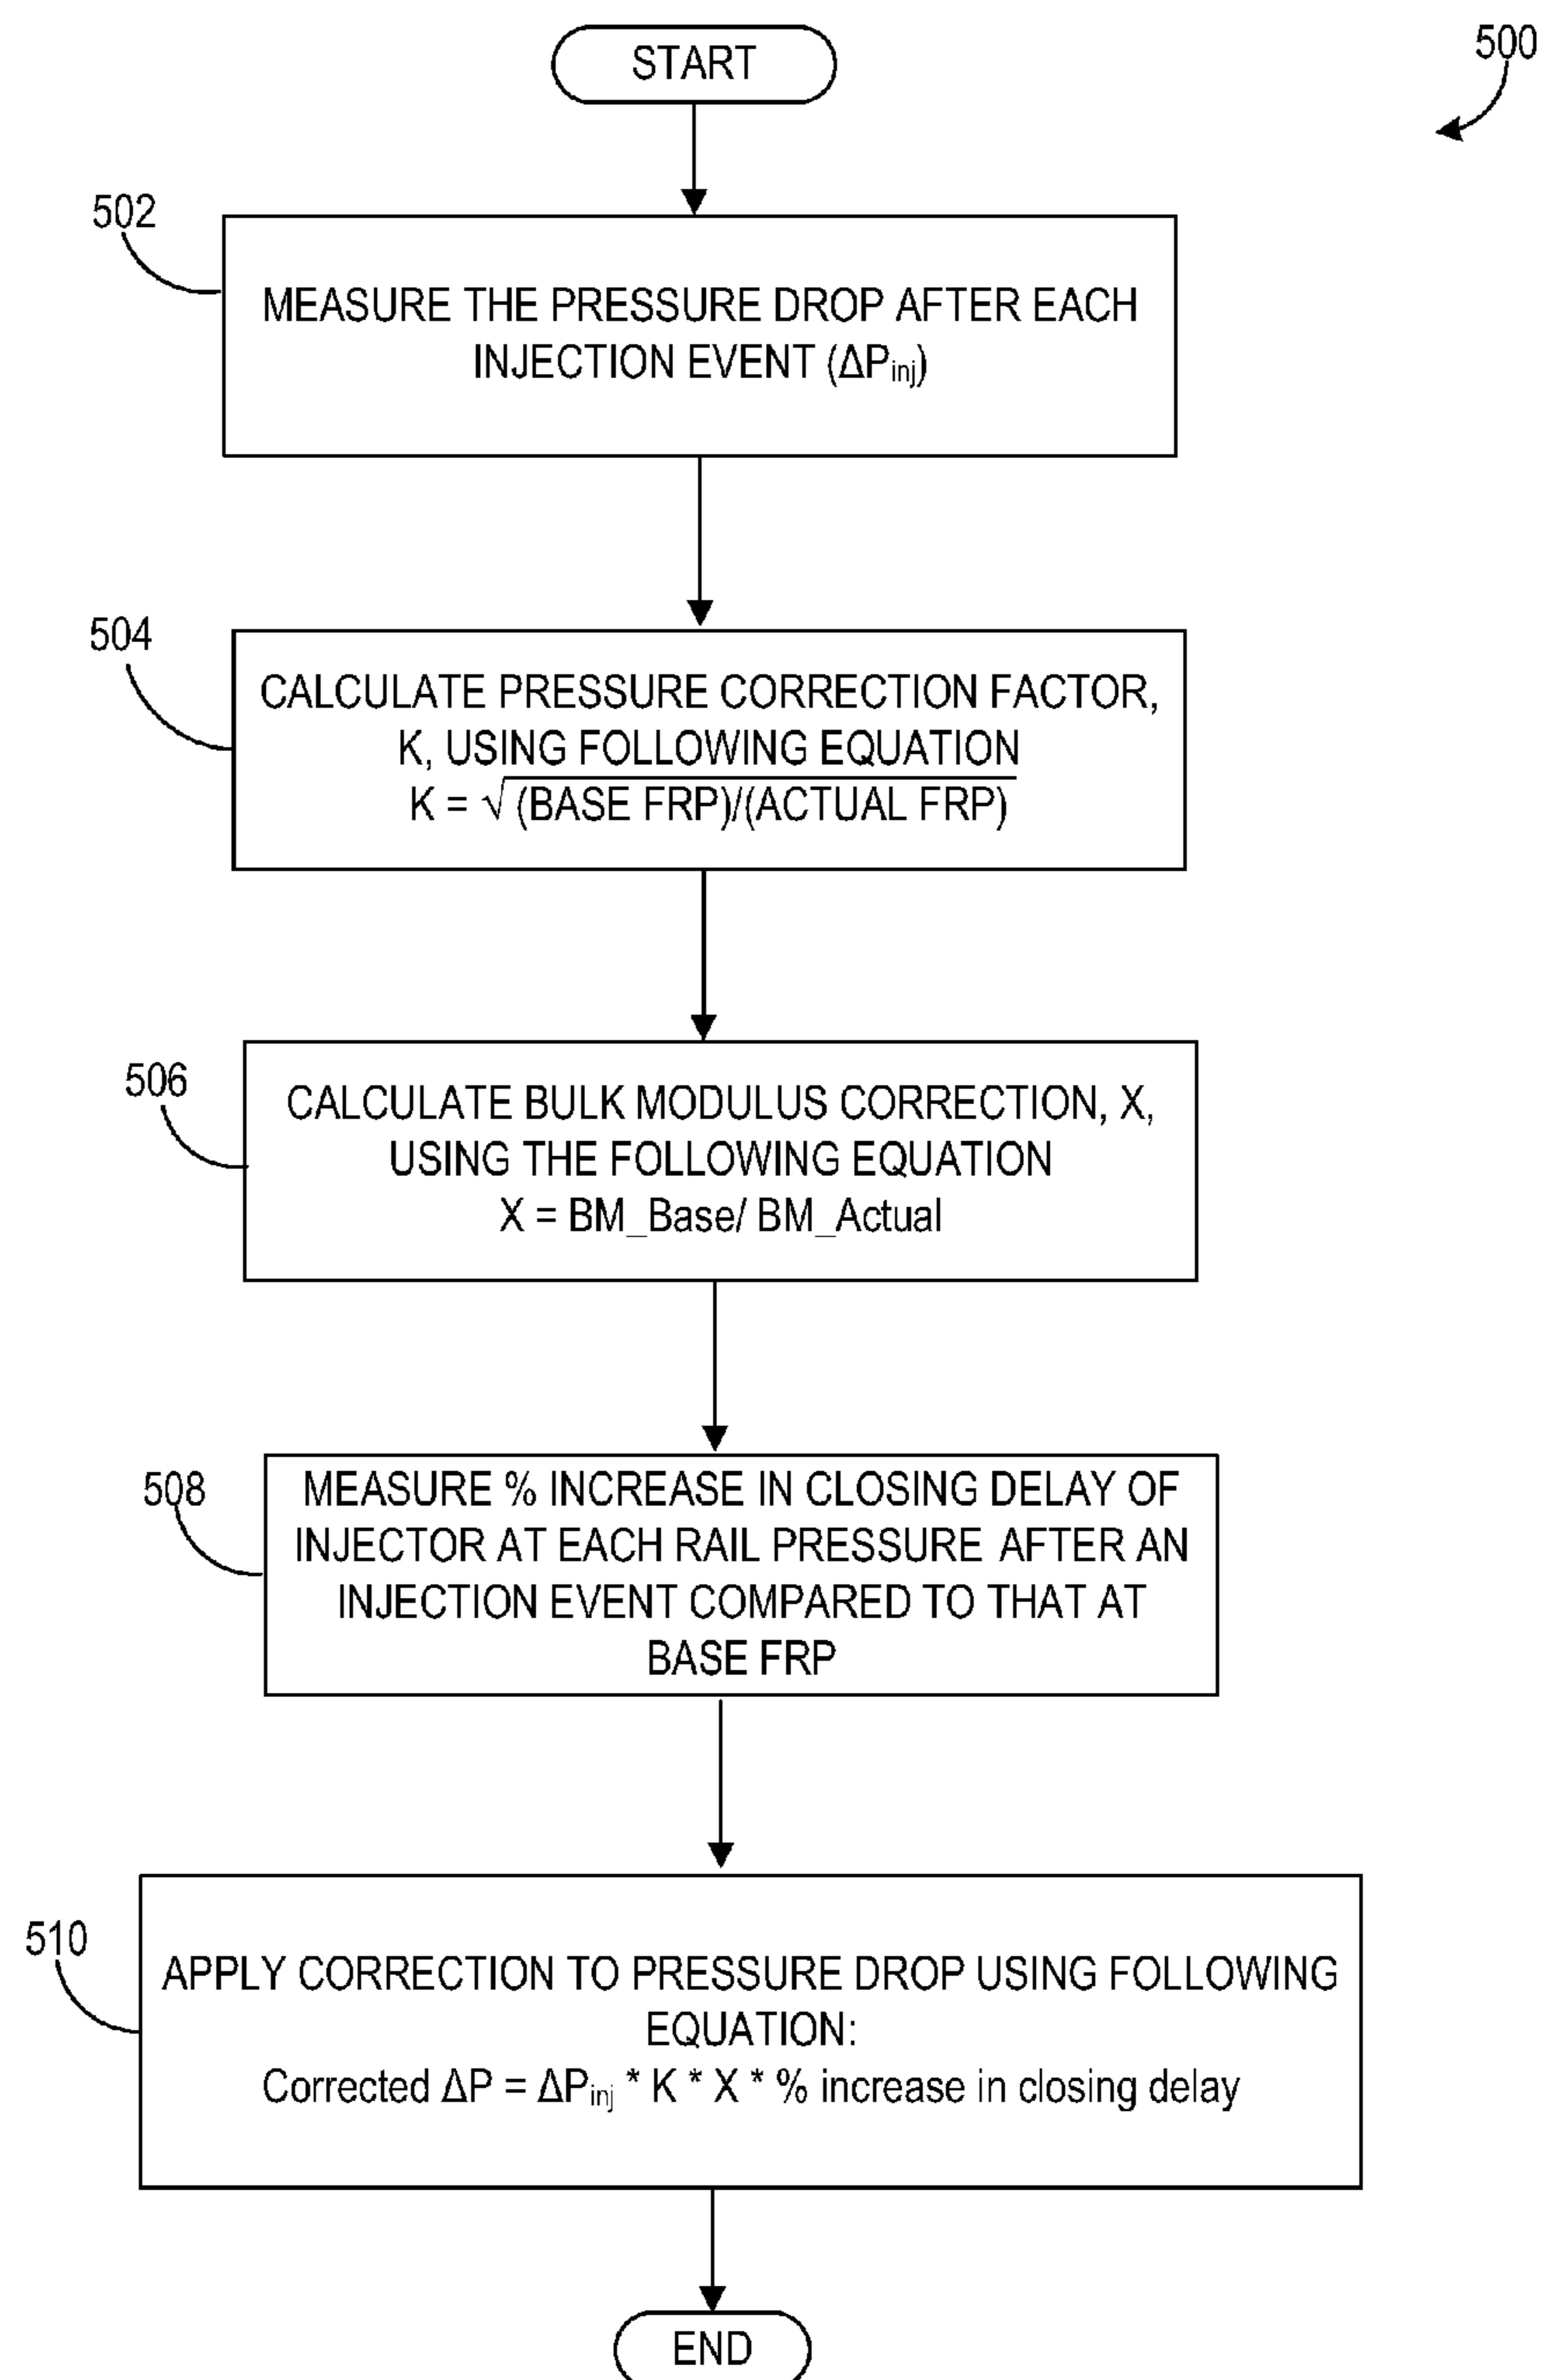 START
500
502
MEASURE THE PRESSURE DROP AFTER EACH
INJECTION EVENT (ΔPinj)
504
CALCULATE PRESSURE CORRECTION FACTOR,
K, USING FOLLOWING EQUATION
K = √(BASE FRP)/(ACTUAL FRP)
506
CALCULATE BULK MODULUS CORRECTION, X,
USING THE FOLLOWING EQUATION
X = BM_Base/ BM_Actual
508
MEASURE % INCREASE IN CLOSING DELAY OF
INJECTOR AT EACH RAIL PRESSURE AFTER AN
INJECTION EVENT COMPARED TO THAT AT
BASE FRP
510
APPLY CORRECTION TO PRESSURE DROP USING FOLLOWING
EQUATION:
Corrected ΔP = ΔPinj * K * X * % increase in closing delay
END